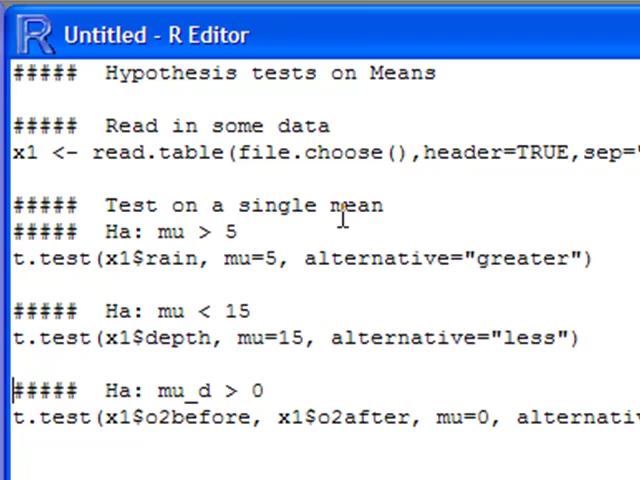 R Untitled - R Editor
##### Hypothesis tests on Means
##### Read in some data
x1 <- read.table(file.choose(),header=TRUE,sep="
##### Test on a single mean
##### Ha: mu > 5
t.test(x1$rain, mu=5, alternative="greater")
##### Ha: mu < 15
t.test(x1$depth, mu=15, alternative="less")
##### Ha: mu_d > 0
t.test(x1$o2before, x1$o2after, mu=0, alternati